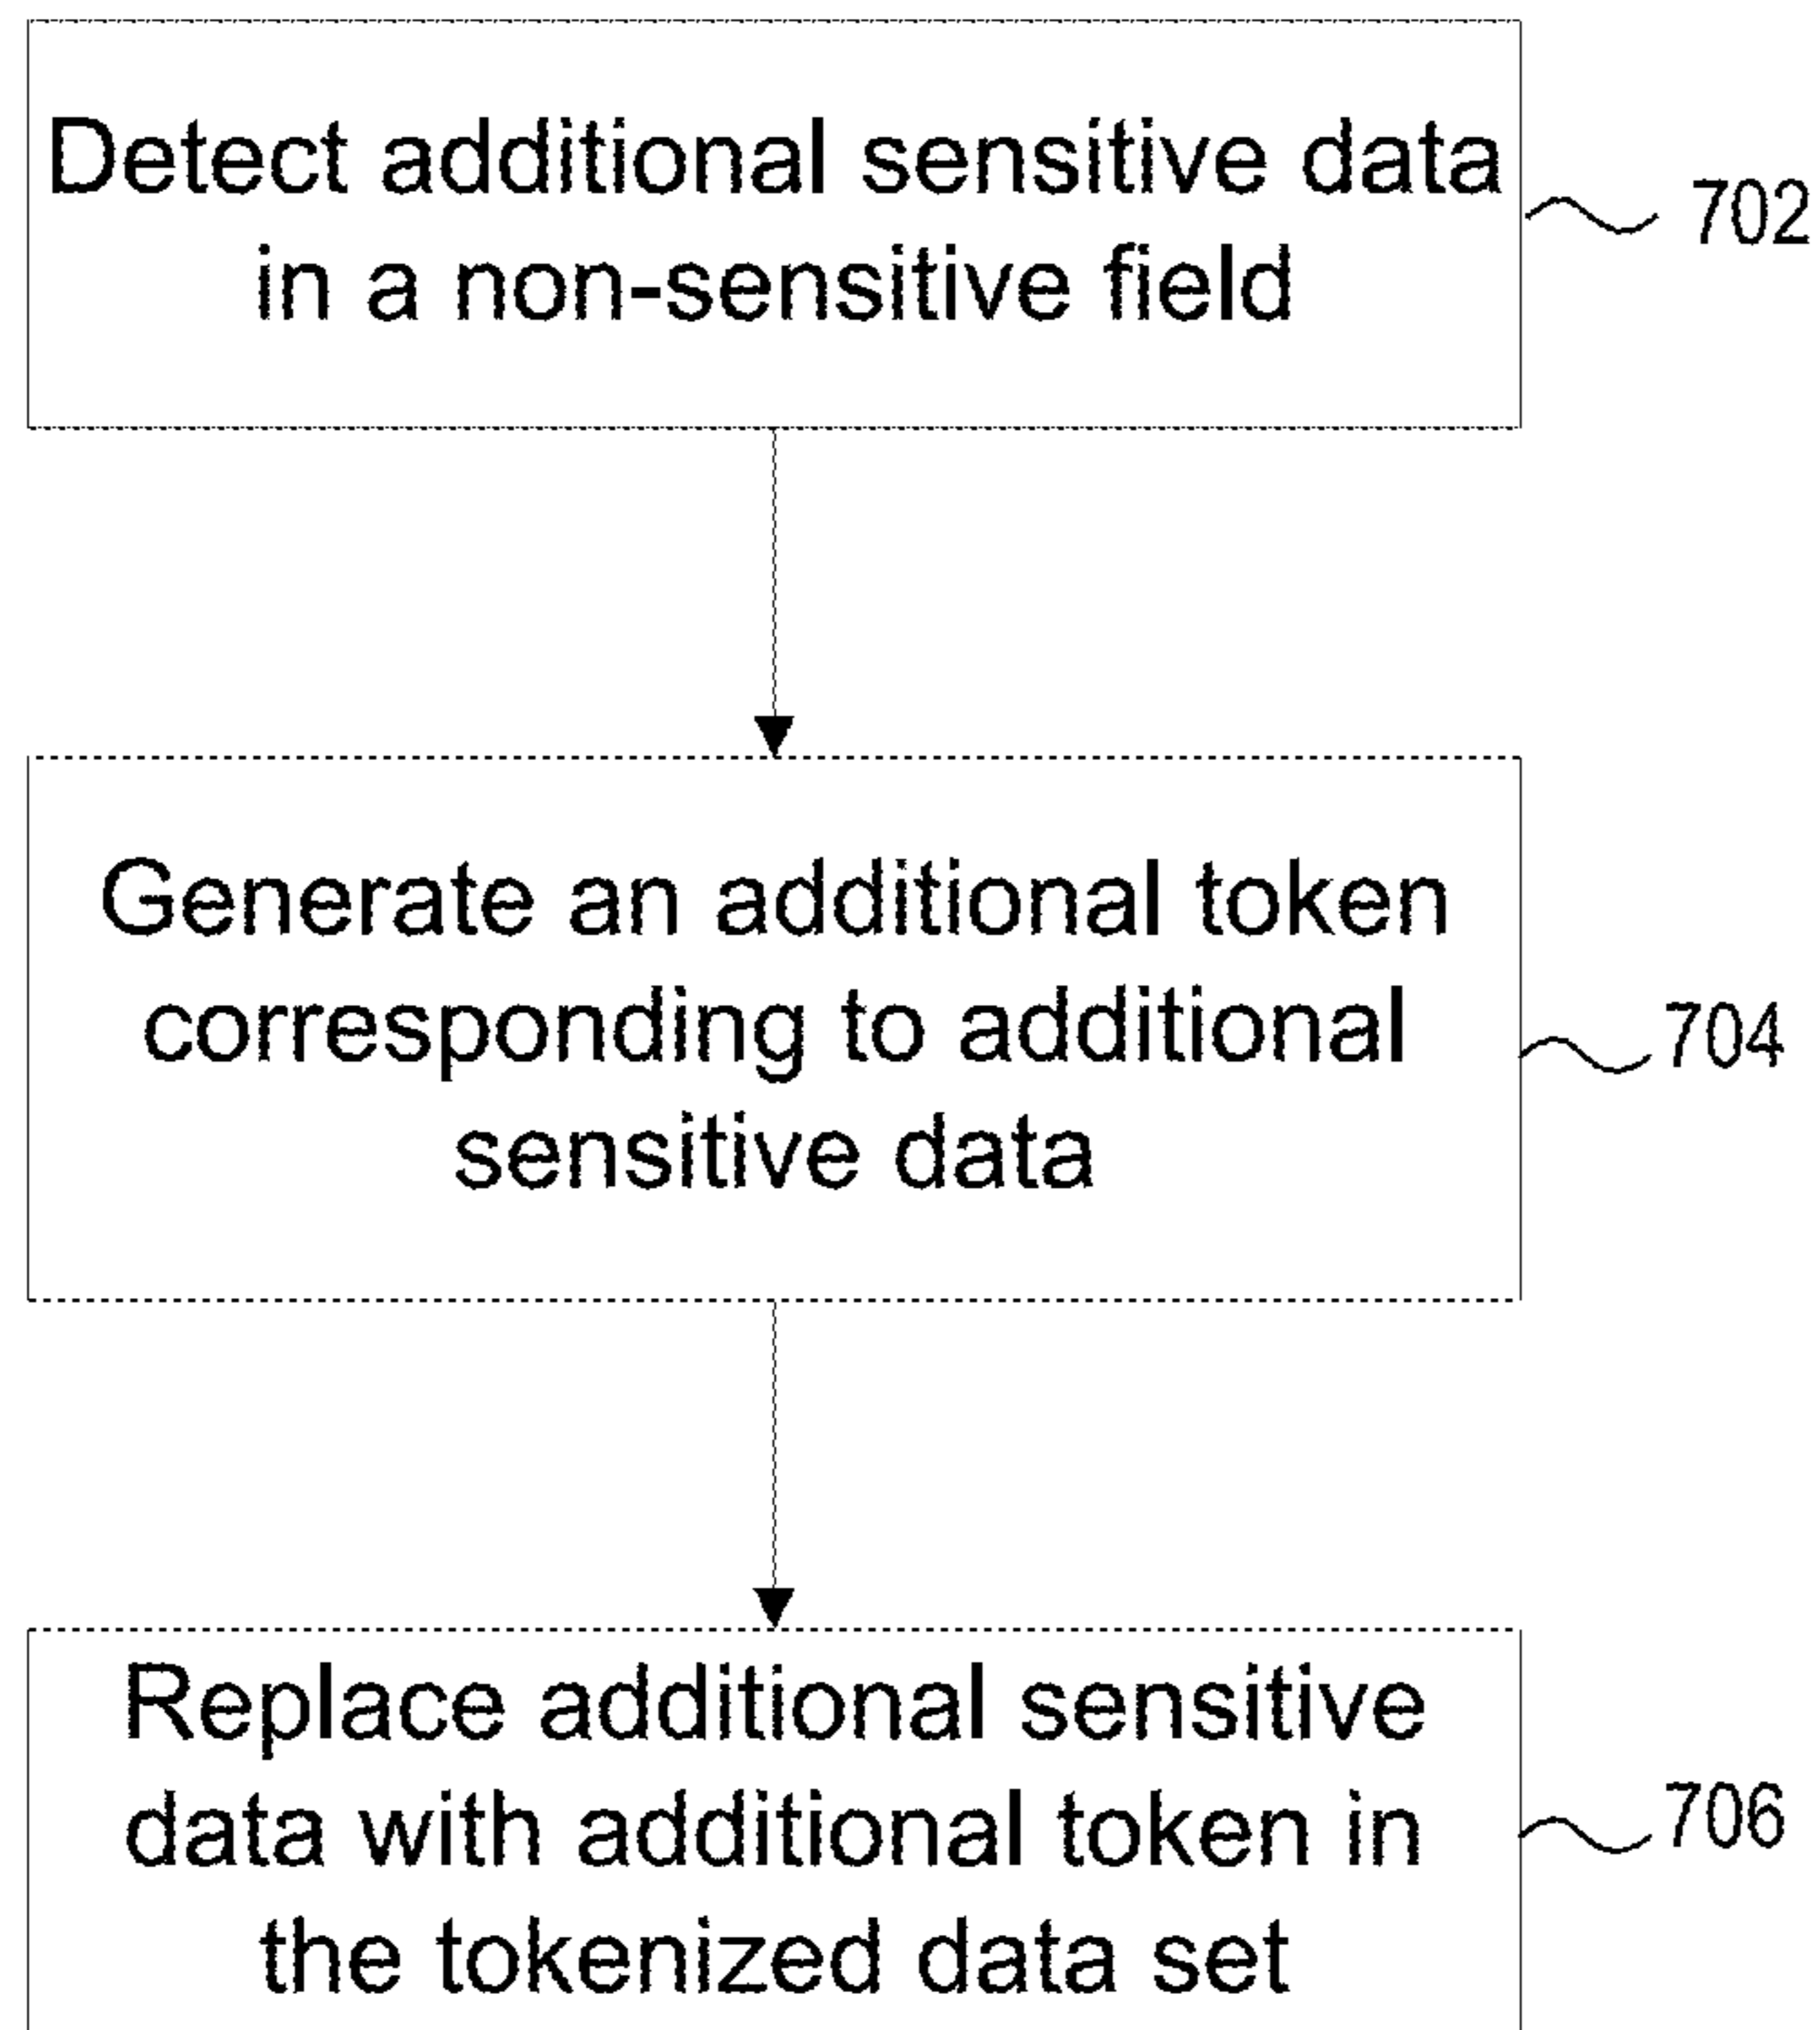 Detect additional sensitive data
in a non-sensitive field
702
Generate an additional token
corresponding to additional
sensitive data
704
Replace additional sensitive
data with additional token in
the tokenized data set
706